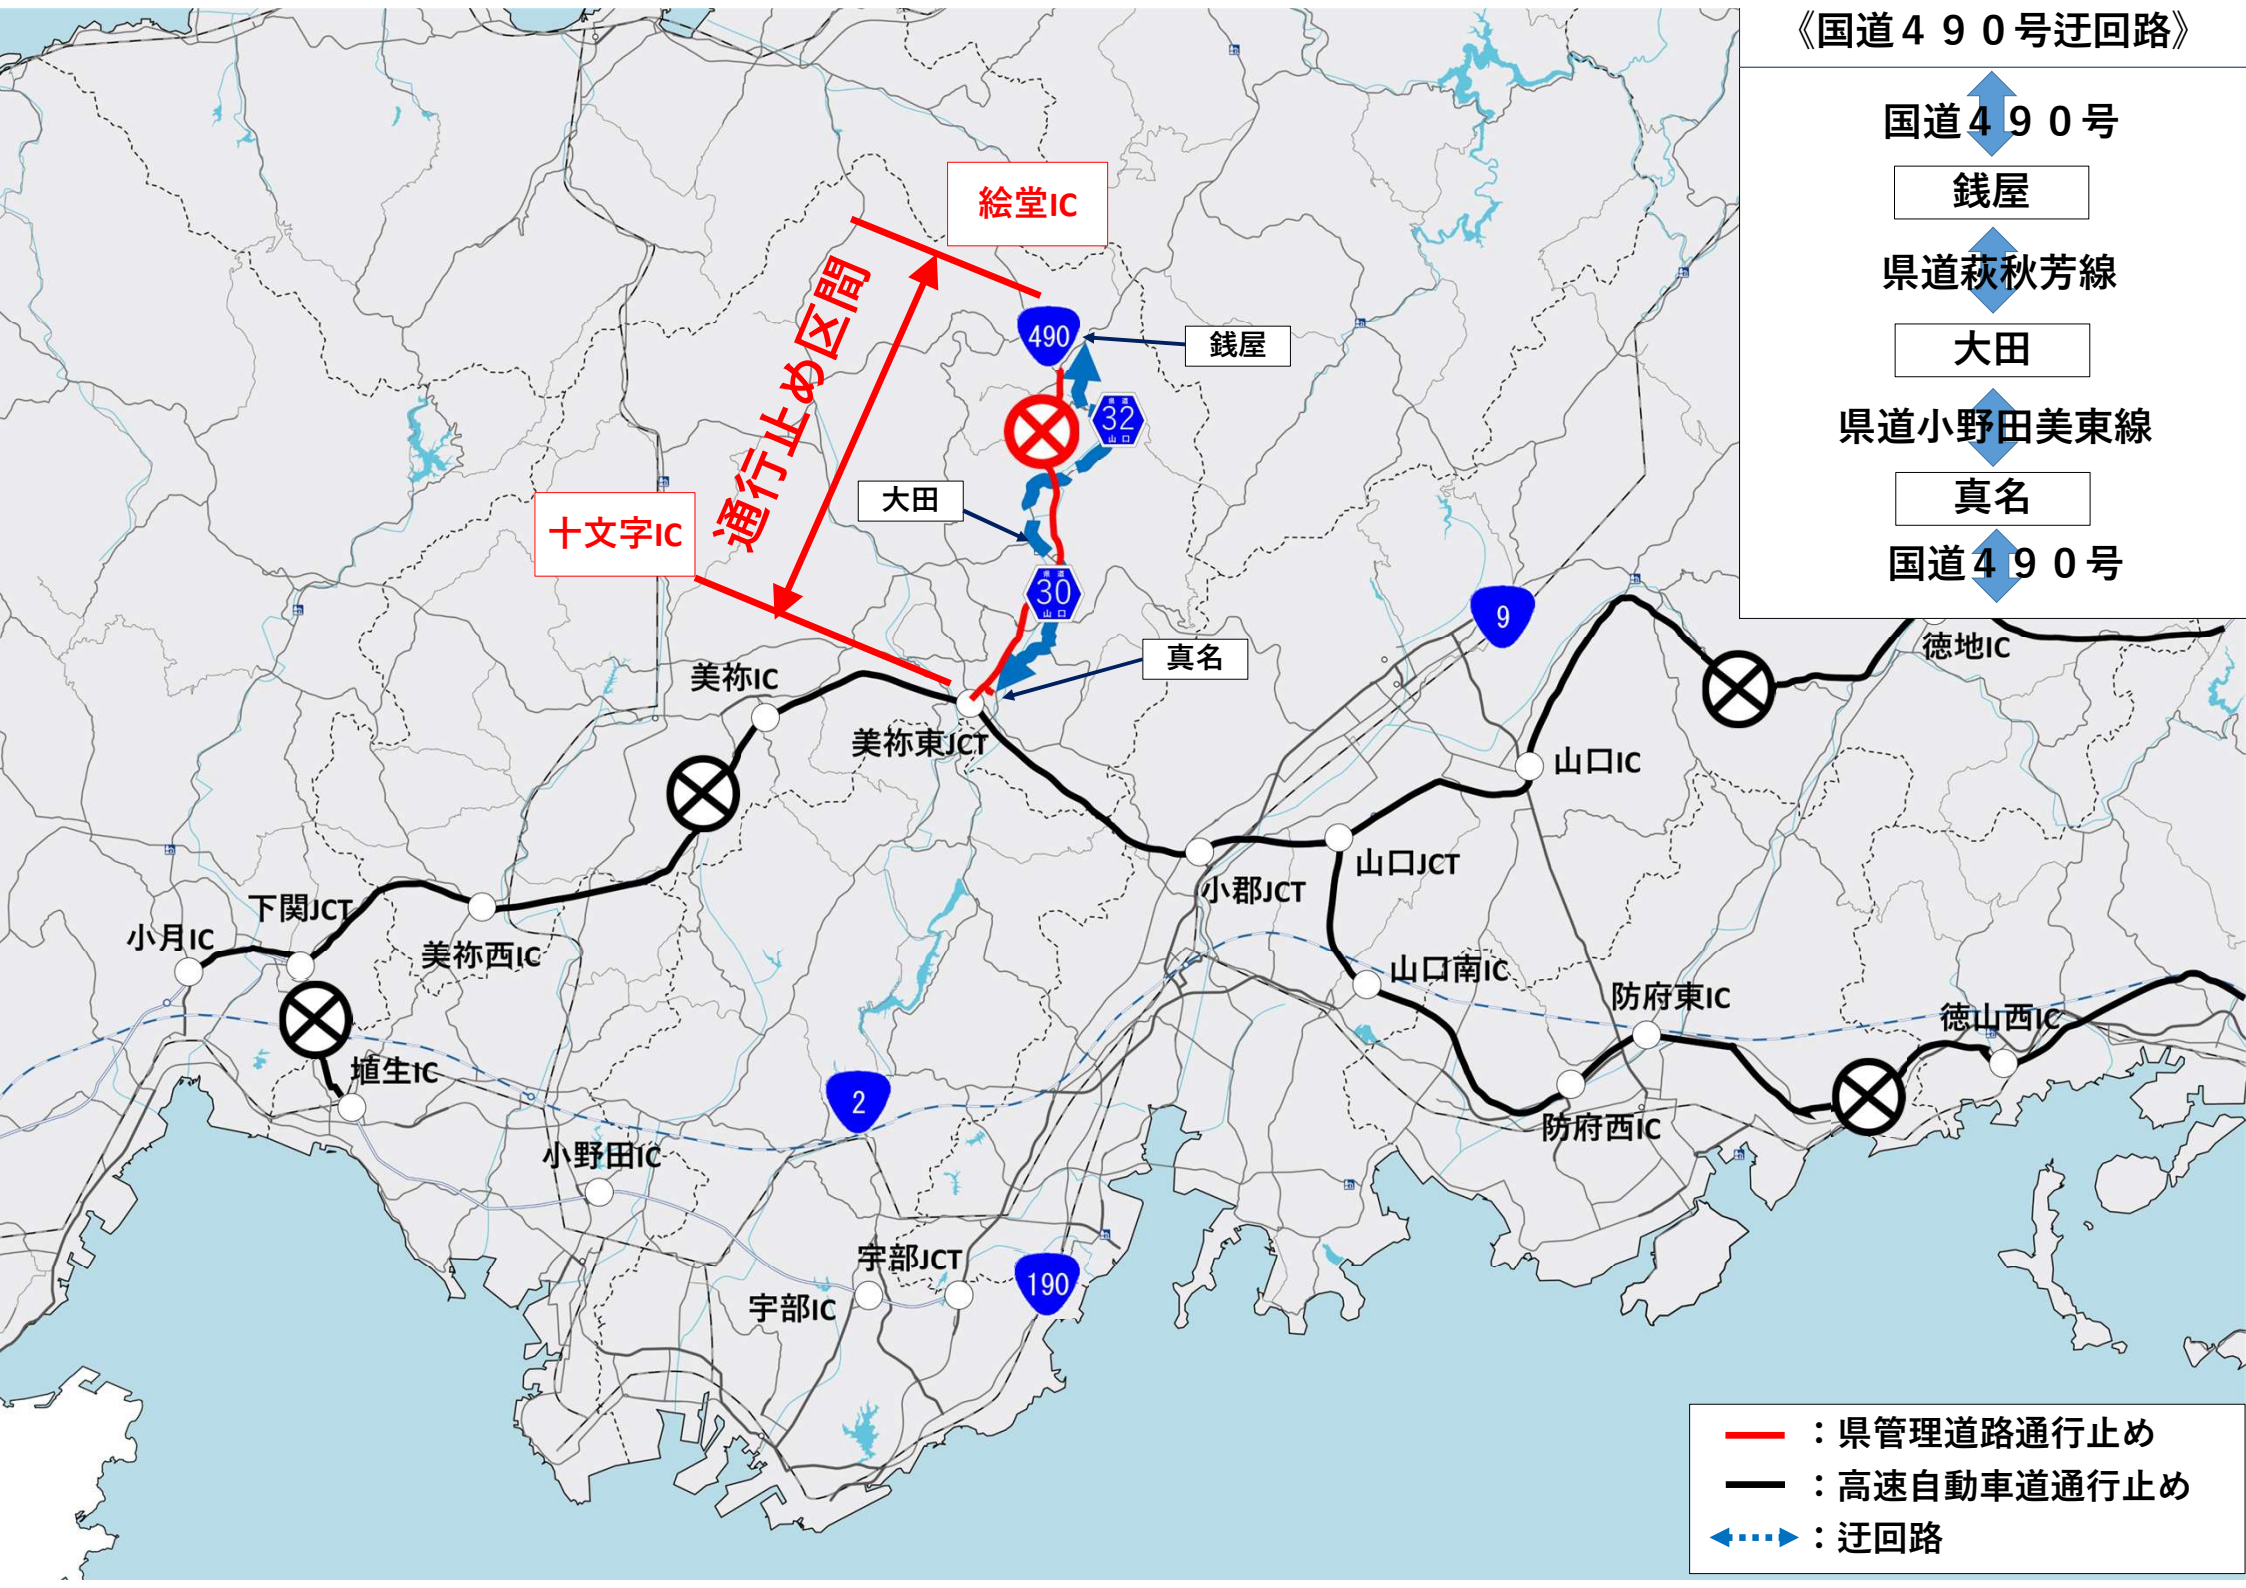 《国道４９０号迂回路》
国道４９０号
銭屋
県道萩秋芳線
大田
県道小野田美東線
真名
国道４９０号
絵堂IC
通行止め区間
十文字IC
490
銭屋
県道
32
山口
大田
県道
30
山口
真名
9
徳地IC
美祢IC
美祢東JCT
山口IC
山口JCT
小郡JCT
下関JCT
小月IC
美祢西IC
山口南IC
防府東IC
徳山西IC
埴生IC
2
防府西IC
小野田IC
宇部JCT
宇部IC
190
：県管理道路通行止め
：高速自動車道通行止め
：迂回路